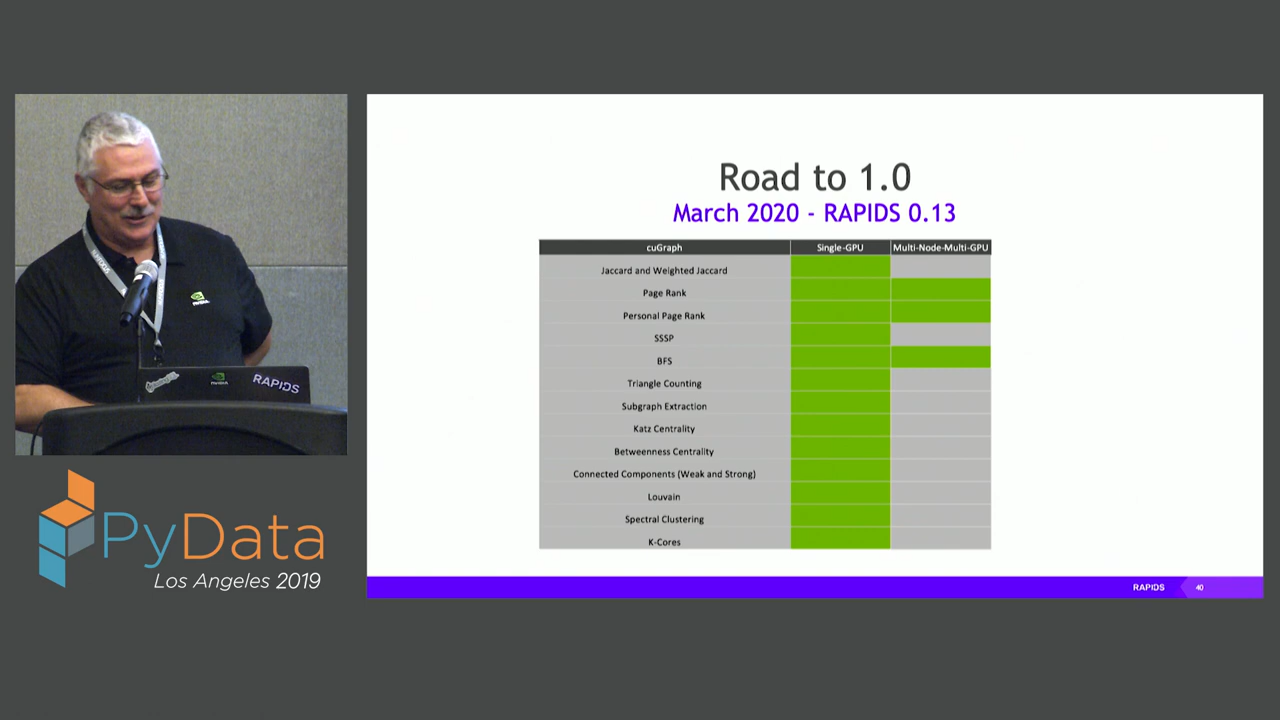 Road to 1.0
March 2020 - RAPIDS 0.13
cuGraph Single-GPU Multi-Node-Multi-GPU
Jaccard and Weighted Jaccard
Page Rank
Personal Page Rank
SSSP
BFS
Triangle Counting
Subgraph Extraction
Katz Centrality
Betweenness Centrality
Connected Components (Weak and Strong)
Louvain
Spectral Clustering
K-Cores
RAPIDS 40
NVIDIA
NVIDIA
RAPIDS
PyData
Los Angeles 2019